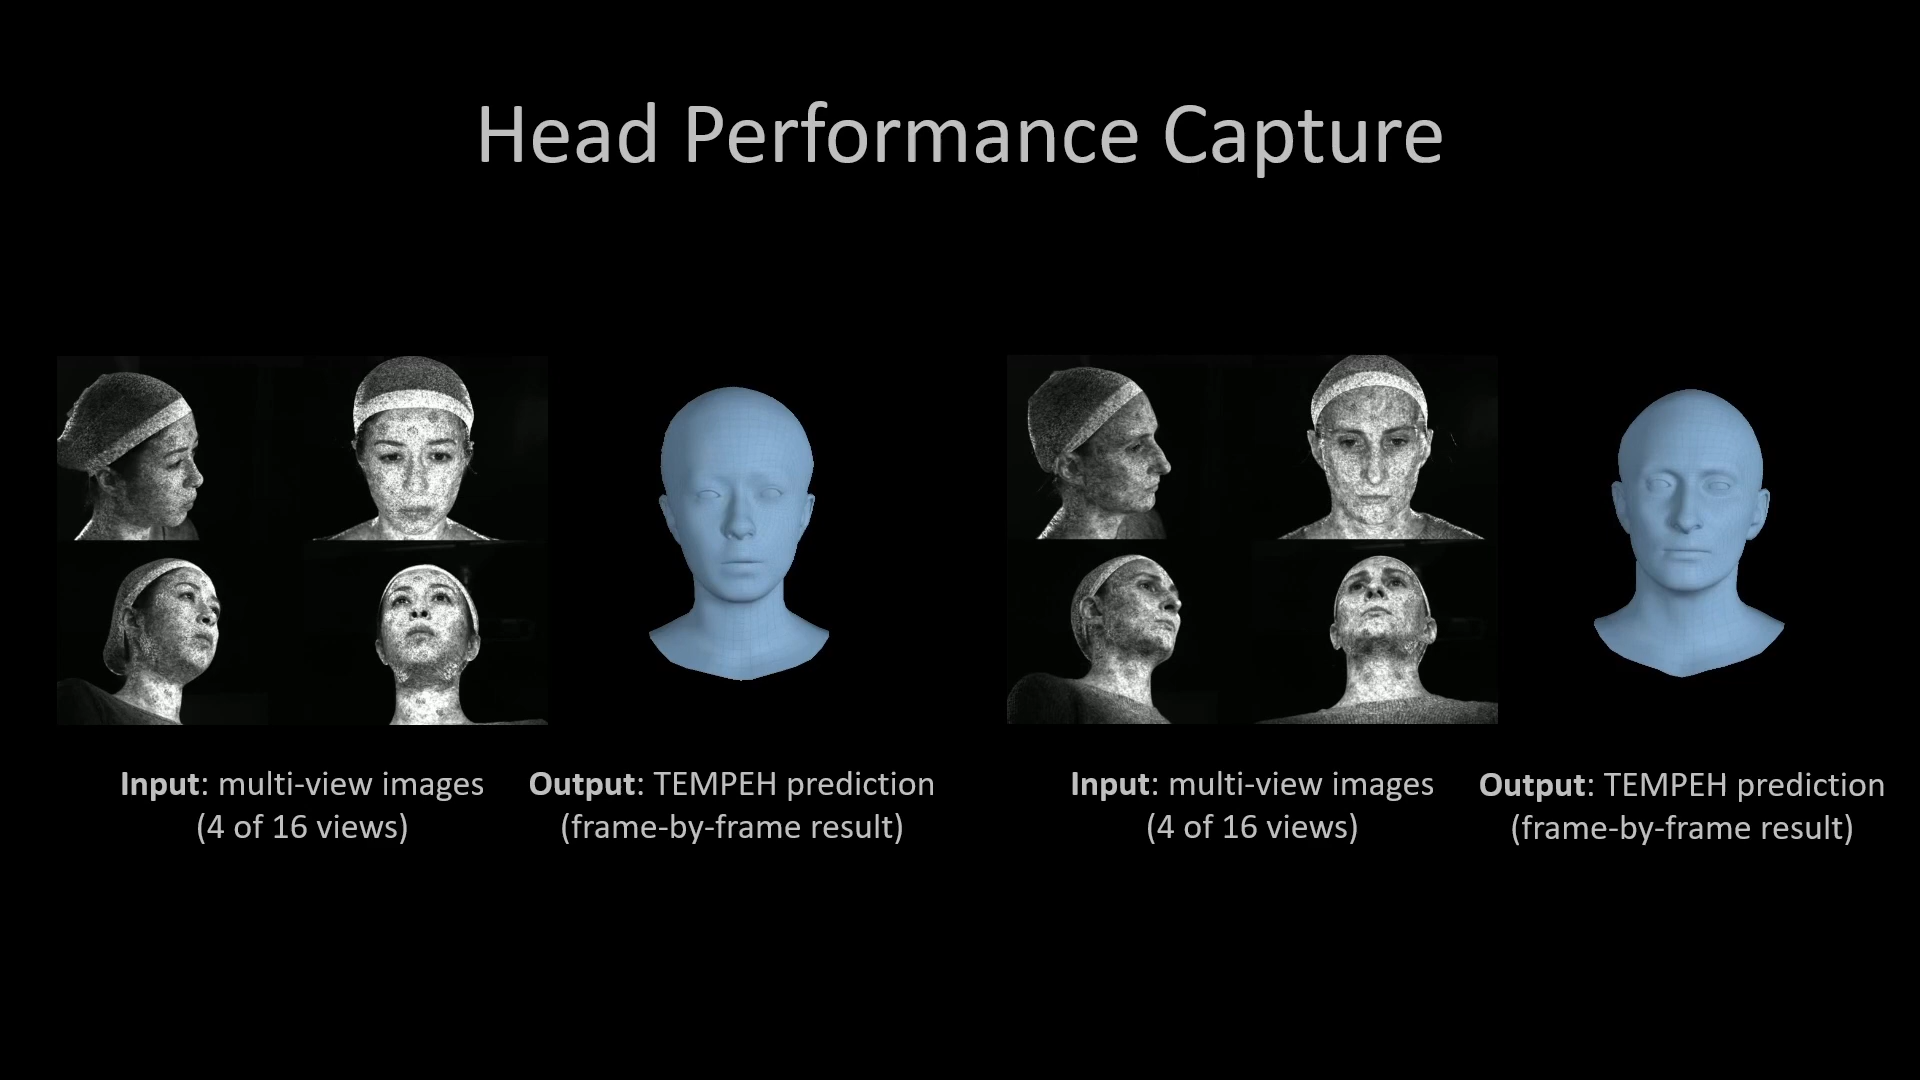 Head Performance Capture
Input: multi-view images
(4 of 16 views)
Output: TEMPEH prediction
(frame-by-frame result)
Input: multi-view images
(4 of 16 views)
Output: TEMPEH prediction
(frame-by-frame result)